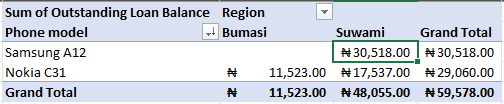 Sum of Outstanding Loan Balance Region
Phone model Bumasi Suwami Grand Total
Samsung A12 ₦30,518.00 ₦30,518.00
Nokia C31 ₦ 11,523.00 ₦17,537.00 ₦29,060.00
Grand Total ₦ 11,523.00 ₦48,055.00 ₦59,578.00